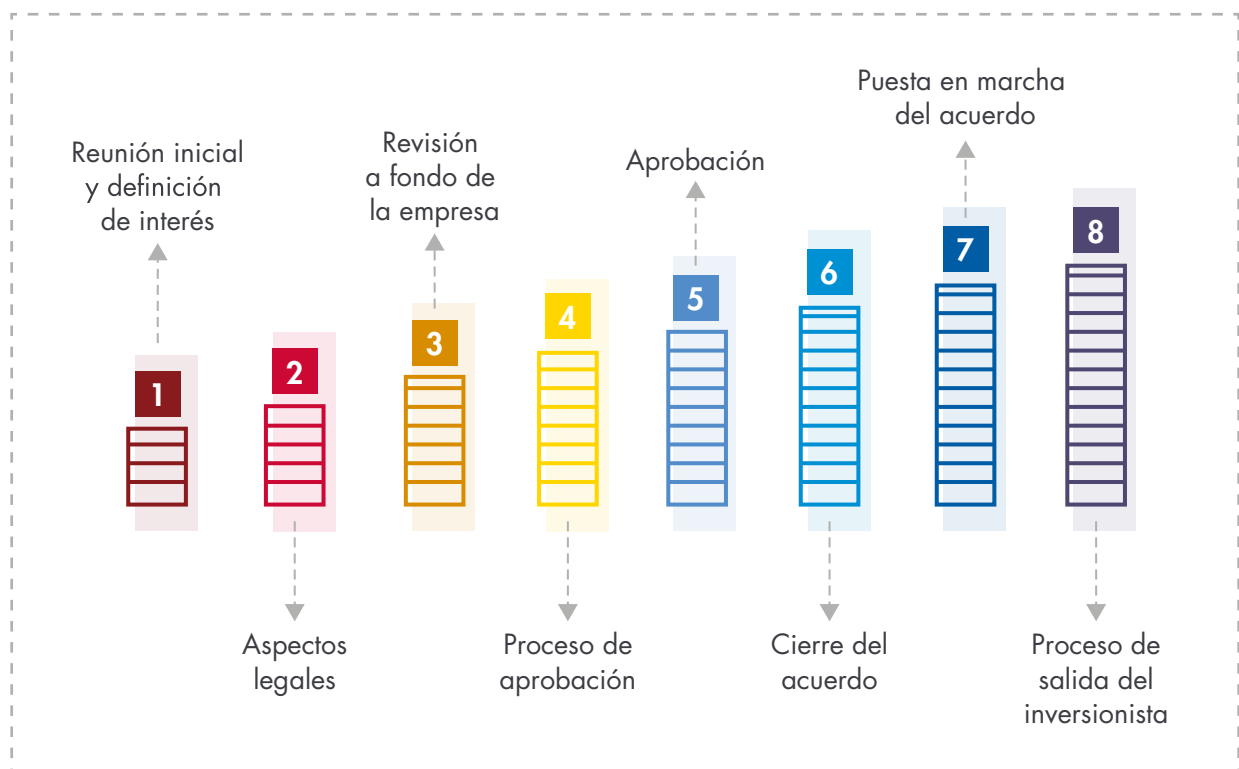 Reunión inicial
y definición
de interés
1
Aspectos
legales
2
Revisión
a fondo de
la empresa
3
Proceso de
aprobación
4
Aprobación
5
Cierre del
acuerdo
6
Puesta en marcha
del acuerdo
7
Proceso de
salida del
inversionista
8